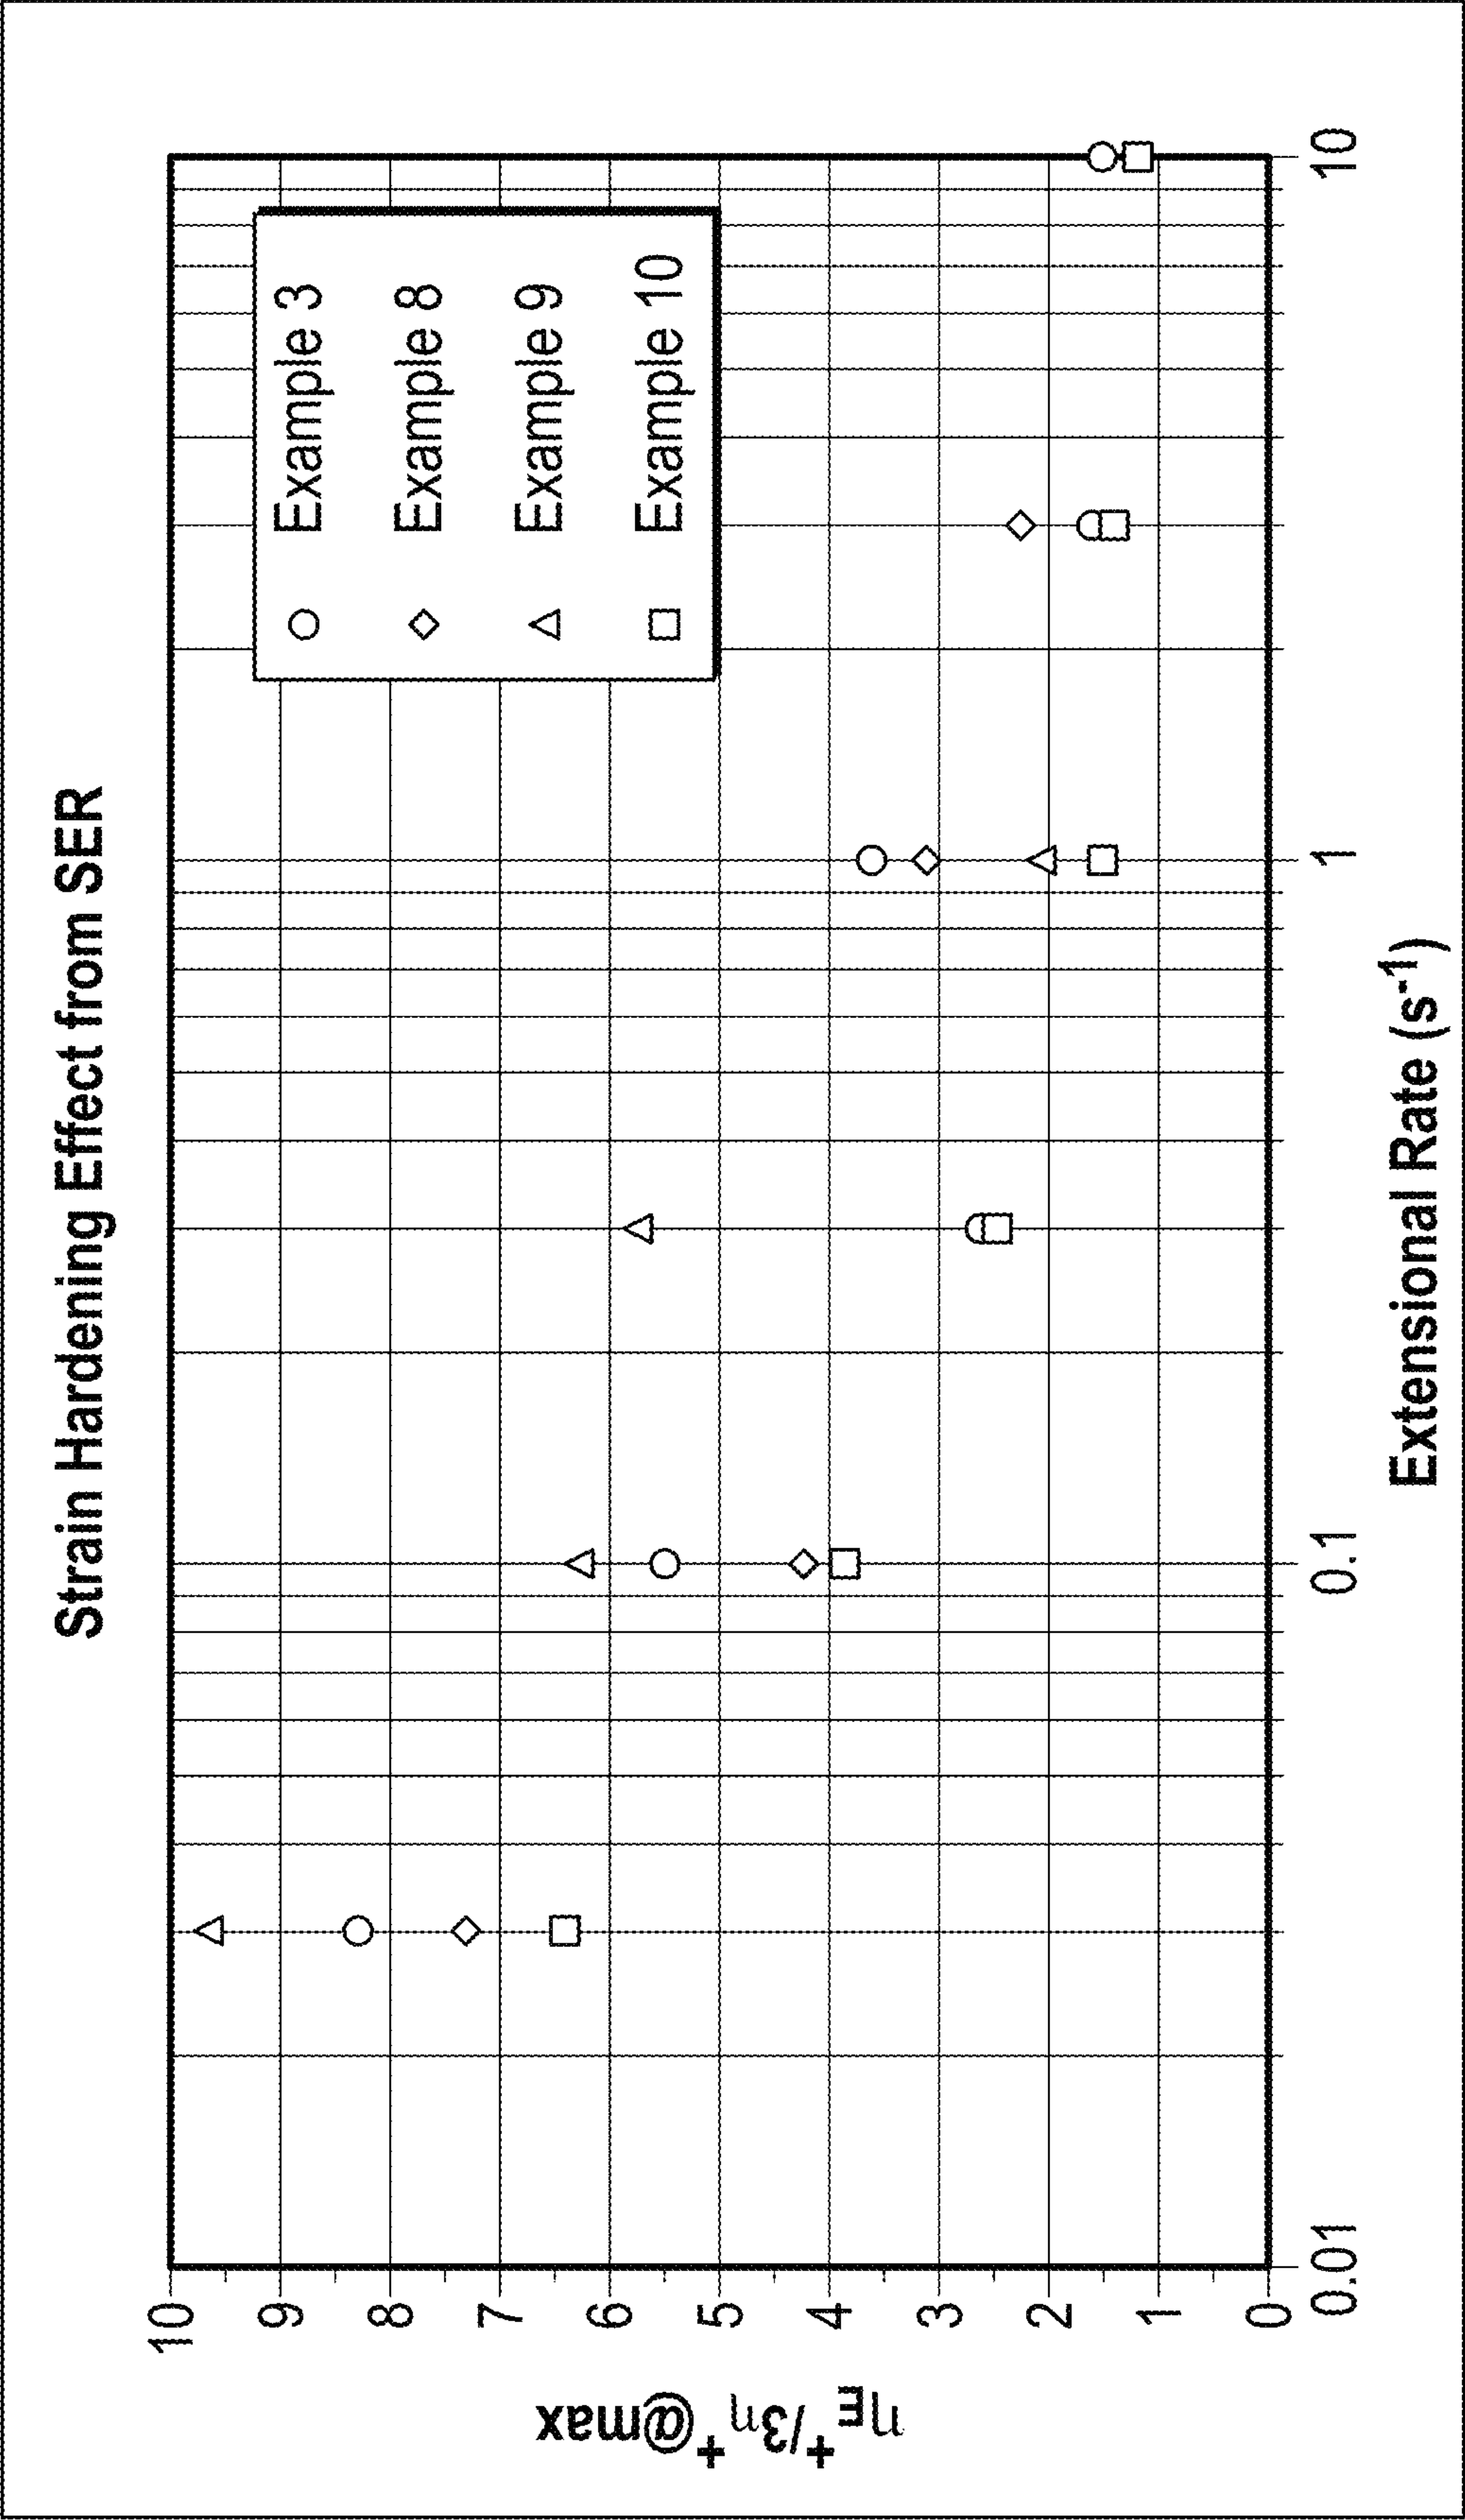 Strain Hardening Effect from SER
ηE+/3η+@max
10
9
8
7
6
5
4
3
2
1
0
Example 3
Example 8
Example 9
Example 10
0.01
0.1
1
10
Extensional Rate (s-1)